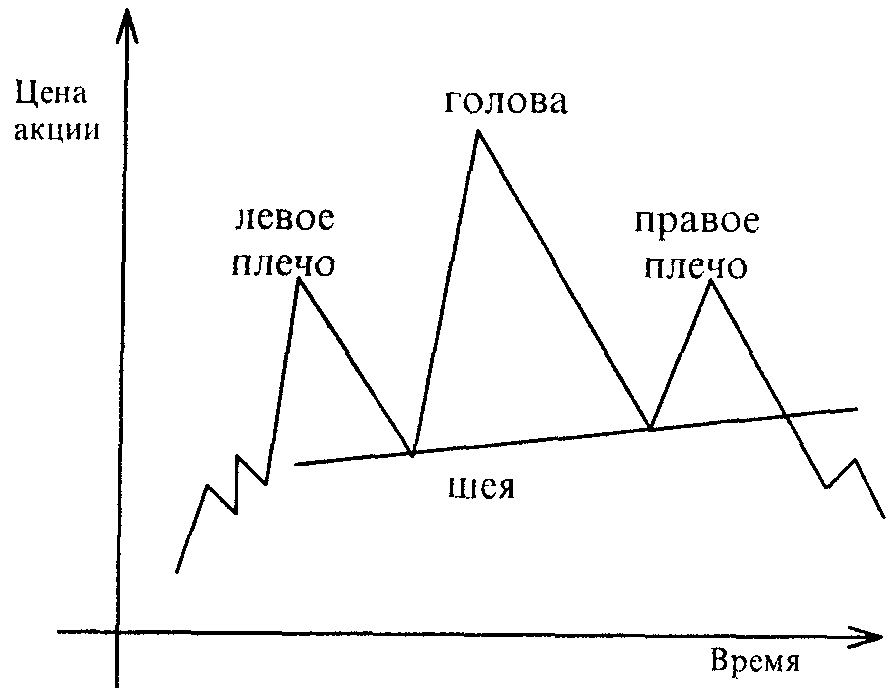 Цена
акции
голова
левое
плечо
правое
плечо
шея
Время